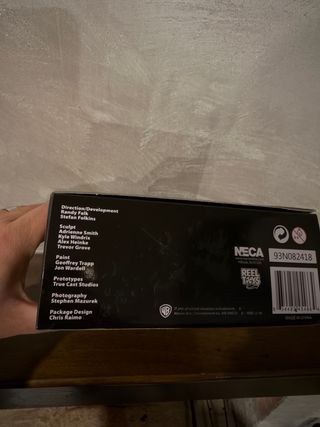 Direction/Development
Randy Falk
Stefan Folkins
Sculpt
Adrienne Smith
Kyle Windrix
Alex Heinke
Trevor Grove
Paint
Geoffrey Trapp
Jon Wardell
Prototypes
True Cast Studios
Photography
Stephen Mazurek
Package Design
Chris Raimo
NECA
REEL TOYS
93N082418
MADE IN CHINA